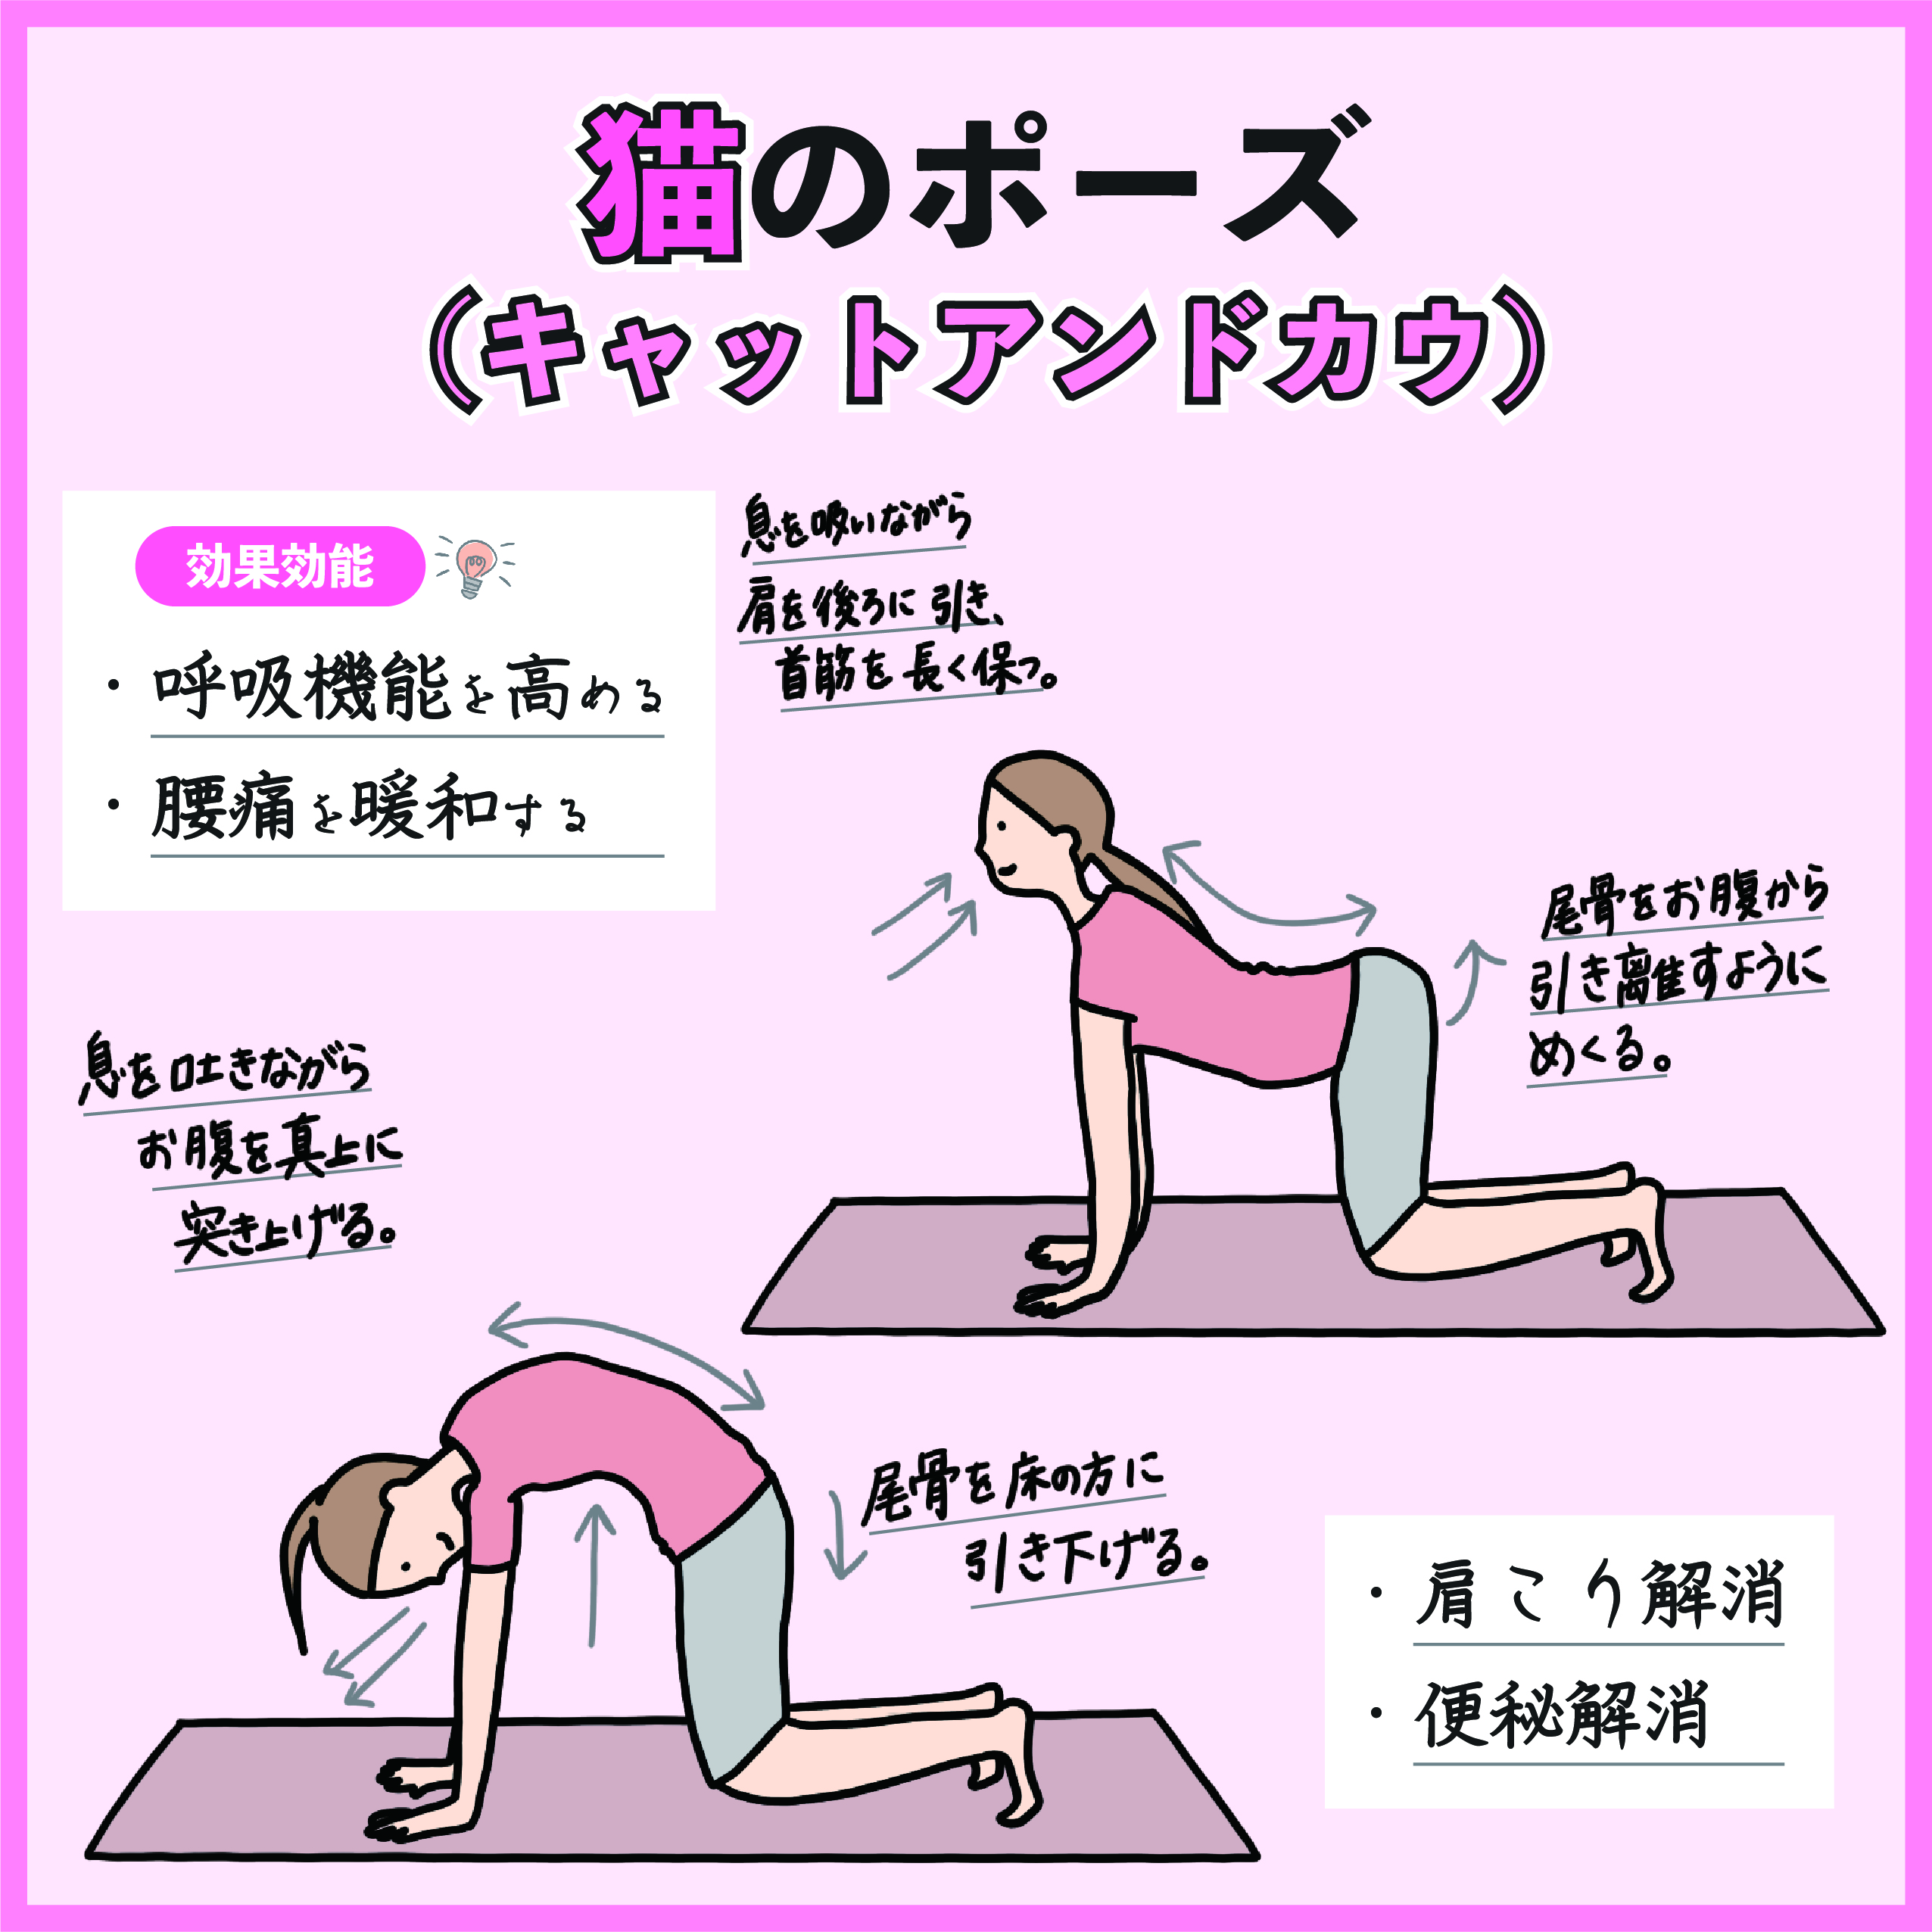 猫のポーズ
(キャットアンドカウ)
効果効能
・呼吸機能を高める
・腰痛を暖和する
息を吸いながら
肩を後ろに引き、
首筋を長く保つ。
尾骨をお腹から
引き離すように
めくる。
息を吐きながら
お腹を真上に
突き上げる。
尾骨を床の方に
引き下げる。
・肩こり解消
・便秘解消